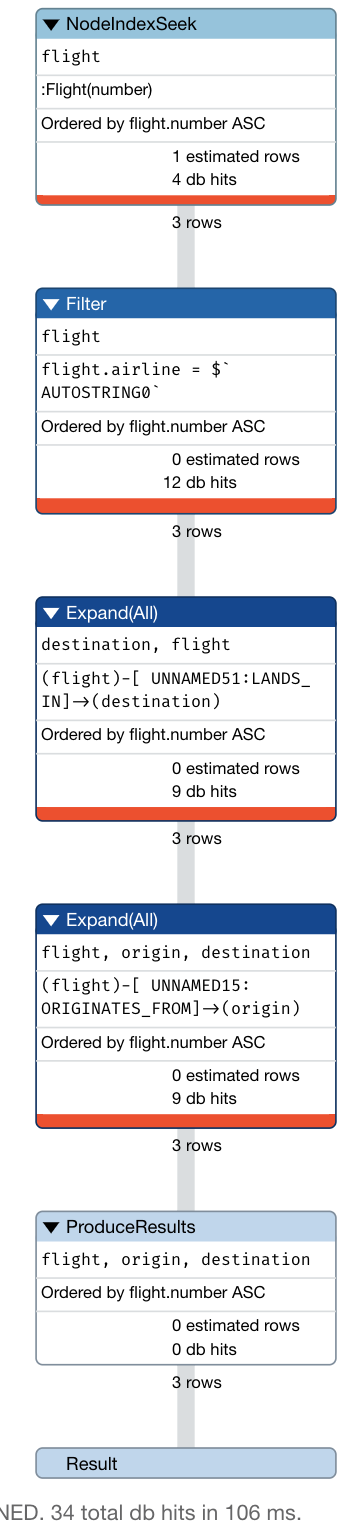 NodeIndexSeek
flight
:Flight(number)
Ordered by flight.number ASC
1 estimated rows
4 db hits
3 rows
Filter
flight
flight.airline = $`
AUTOSTRING0`
Ordered by flight.number ASC
0 estimated rows
12 db hits
3 rows
Expand(All)
destination, flight
(flight)-[ UNNAMED51:LANDS_
IN]→(destination)
Ordered by flight.number ASC
0 estimated rows
9 db hits
3 rows
Expand(All)
flight, origin, destination
(flight)-[ UNNAMED15:
ORIGINATES_FROM]→(origin)
Ordered by flight.number ASC
0 estimated rows
9 db hits
3 rows
ProduceResults
flight, origin, destination
Ordered by flight.number ASC
0 estimated rows
0 db hits
3 rows
Result
NED. 34 total db hits in 106 ms.